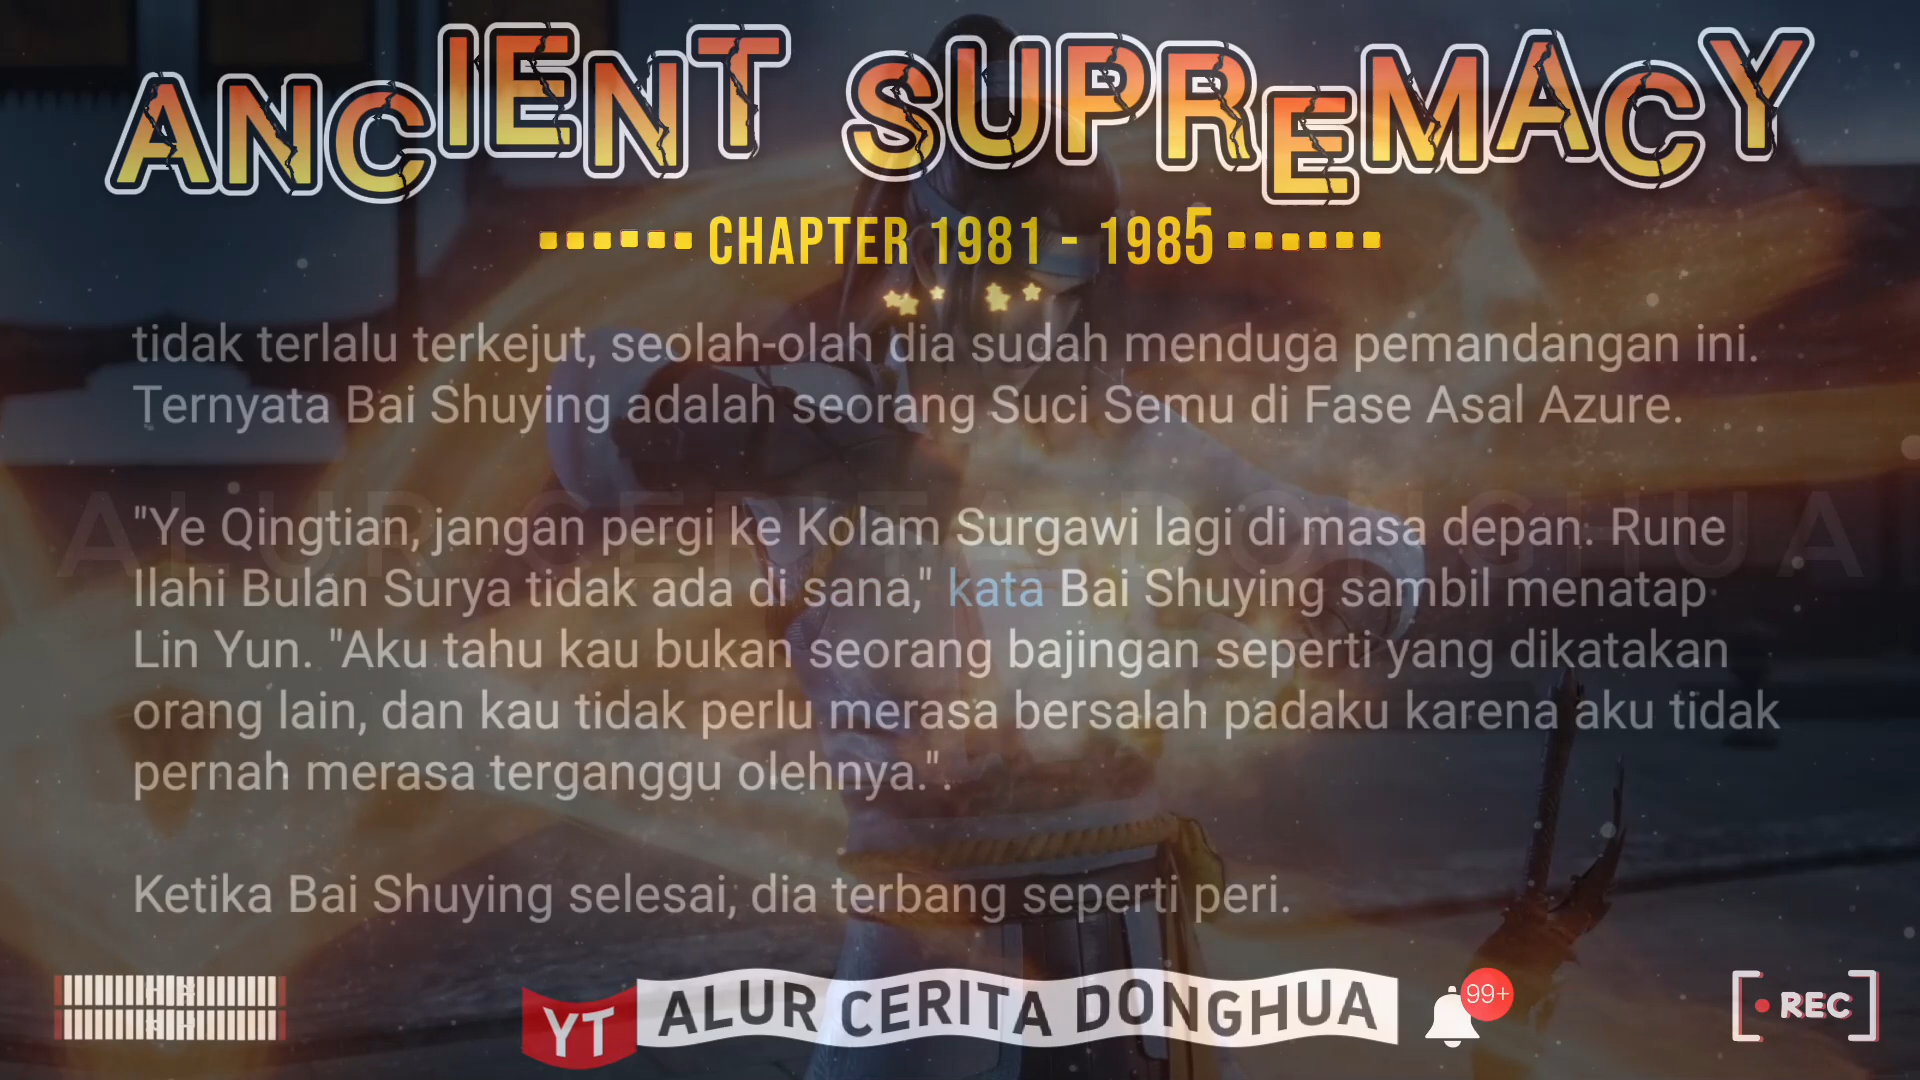 ANCIENT SUPREMACY
CHAPTER 1981 - 1985
tidak terlalu terkejut, seolah-olah dia sudah menduga pemandangan ini.
Ternyata Bai Shuying adalah seorang Suci Semu di Fase Asal Azure.
"Ye Qingtian, jangan pergi ke Kolam Surgawi lagi di masa depan. Rune
Ilahi Bulan Surya tidak ada di sana," kata Bai Shuying sambil menatap
Lin Yun. "Aku tahu kau bukan seorang bajingan seperti yang dikatakan
orang lain, dan kau tidak perlu merasa bersalah padaku karena aku tidak
pernah merasa terganggu olehnya.".
Ketika Bai Shuying selesai, dia terbang seperti peri.
ALUR CERITA DONGHUA
YT ALUR CERITA DONGHUA 99+
REC